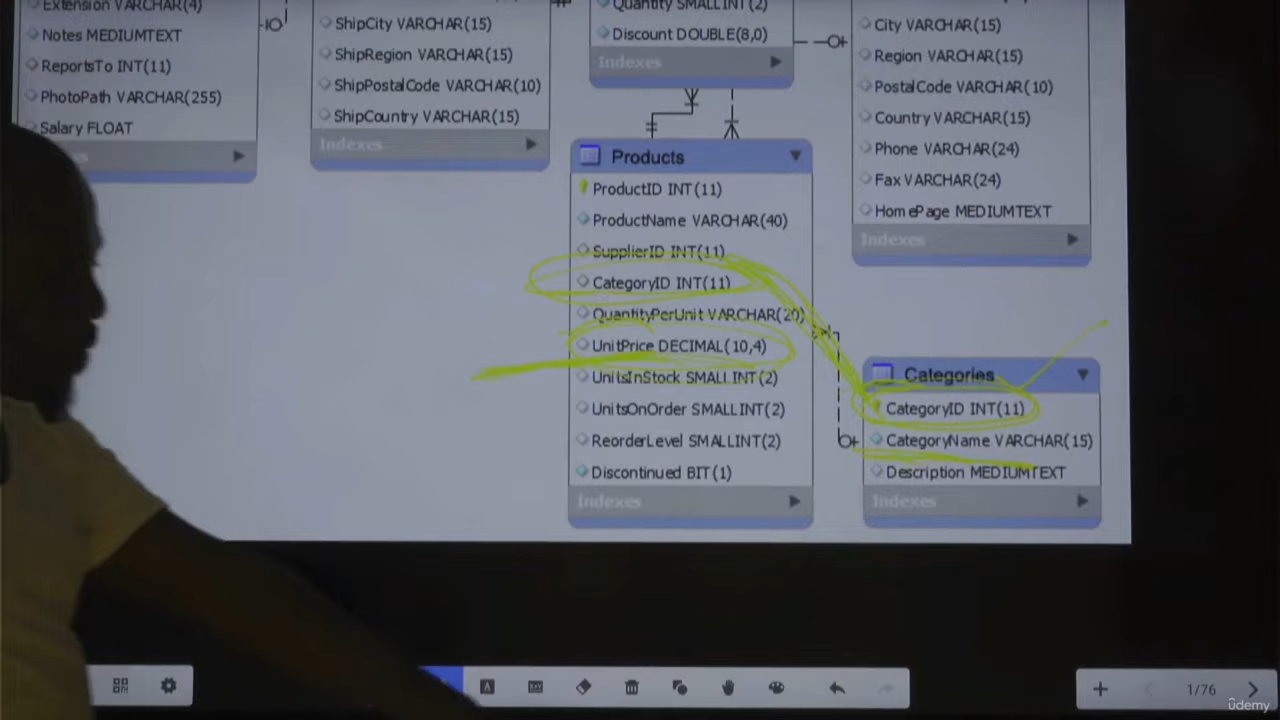 Extension VARCHAR(4)
Notes MEDIUMTEXT
ReportsTo INT(11)
PhotoPath VARCHAR(255)
Salary FLOAT
ShipCity VARCHAR(15)
ShipRegion VARCHAR(15)
ShipPostalCode VARCHAR(10)
ShipCountry VARCHAR(15)
Indexes
Quantity SMALLINT(2)
Discount DOUBLE(8,0)
Indexes
City VARCHAR(15)
Region VARCHAR(15)
PostalCode VARCHAR(10)
Country VARCHAR(15)
Phone VARCHAR(24)
Fax VARCHAR(24)
HomePage MEDIUMTEXT
Indexes
Products
ProductID INT(11)
ProductName VARCHAR(40)
SupplierID INT(11)
CategoryID INT(11)
QuantityPerUnit VARCHAR(20)
UnitPrice DECIMAL(10,4)
UnitsInStock SMALLINT(2)
UnitsOnOrder SMALLINT(2)
ReorderLevel SMALLINT(2)
Discontinued BIT(1)
Indexes
Categories
CategoryID INT(11)
CategoryName VARCHAR(15)
Description MEDIUMTEXT
Indexes
1/76
ûdemy